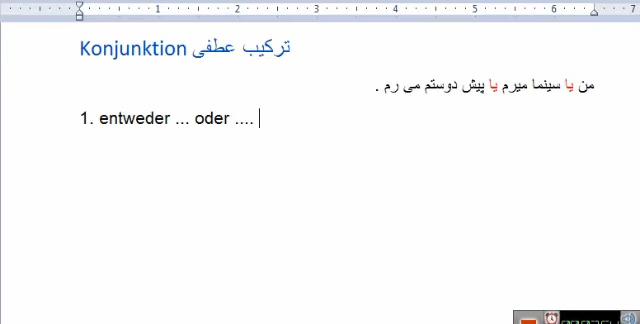 Konjunktion ترکیب عطفی
من یا سینما میرم یا پیش دوستم می رم .
1. entweder ... oder ....